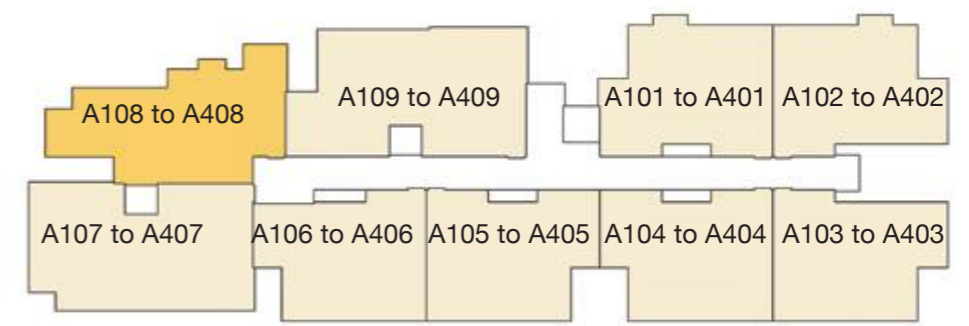 A108 to A408
A109 to A409
A101 to A401
A102 to A402
A107 to A407
A106 to A406
A105 to A405
A104 to A404
A103 to A403